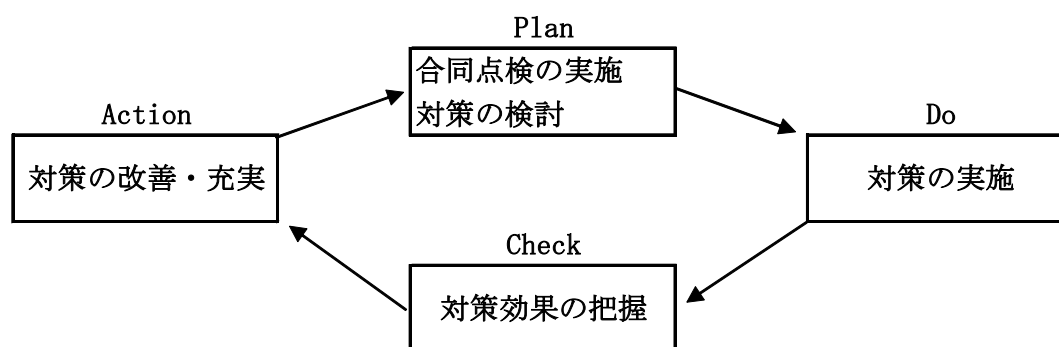 Plan
合同点検の実施
対策の検討
Action
対策の改善・充実
Do
対策の実施
Check
対策効果の把握